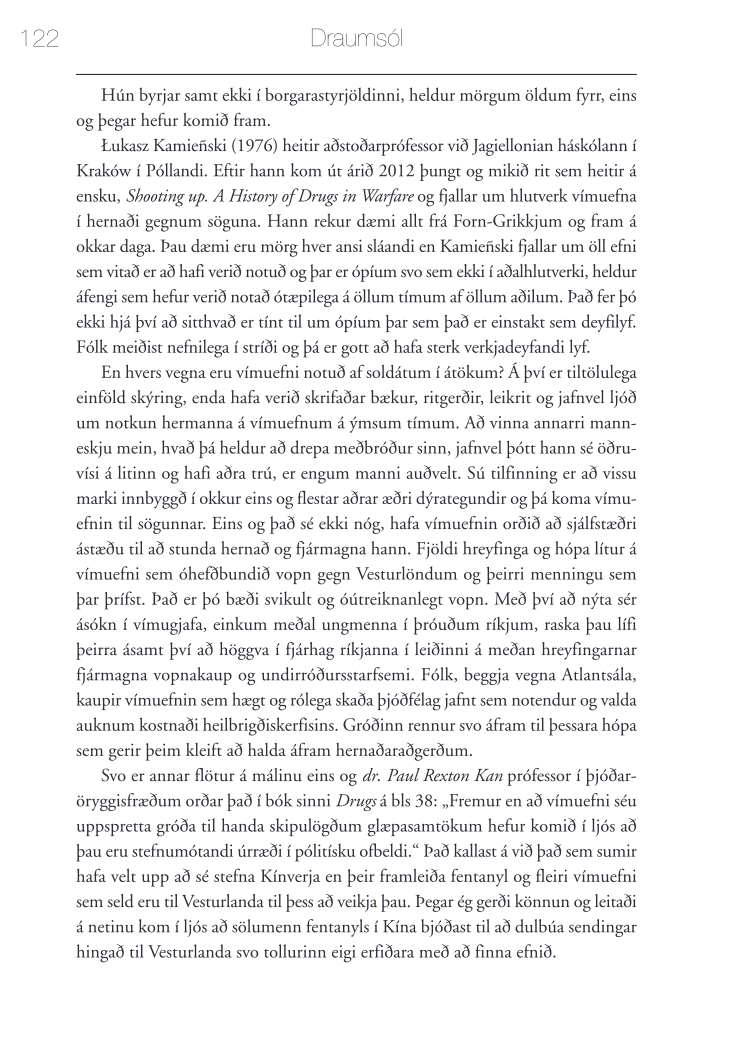 122
Draumsól
Hún byrjar samt ekki í borgarastyrjöldinni, heldur mörgum öldum fyrr, eins
og þegar hefur komið fram.
Łukasz Kamieñski (1976) heitir aðstoðarprófessor við Jagiellonian háskólann í
Kraków í Póllandi. Eftir hann kom út árið 2012 þungt og mikið rit sem heitir á
ensku, Shooting up. A History of Drugs in Warfare og fjallar um hlutverk vímuefna
í hernaði gegnum söguna. Hann rekur dæmi allt frá Forn-Grikkjum og fram á
okkar daga. Þau dæmi eru mörg hver ansi sláandi en Kamieñski fjallar um öll efni
sem vitað er að hafi verið notuð og þar er ópíum svo sem ekki í aðalhlutverki, heldur
áfengi sem hefur verið notað ótæpilega á öllum tímum af öllum aðilum. Það fer þó
ekki hjá því að sitthvað er tínt til um ópíum þar sem það er einstakt sem deyfilyf.
Fólk meiðist nefnilega í stríði og þá er gott að hafa sterk verkjadeyfandi lyf.
En hvers vegna eru vímuefni notuð af soldátum í átökum? Á því er tiltölulega
einföld skýring, enda hafa verið skrifaðar bækur, ritgerðir, leikrit og jafnvel ljóð
um notkun hermanna á vímuefnum á ýmsum tímum. Að vinna annarri mann-
eskju mein, hvað þá heldur að drepa meðbróður sinn, jafnvel þótt hann sé öðru-
vísi á litinn og hafi aðra trú, er engum manni auðvelt. Sú tilfinning er að vissu
marki innbyggð í okkur eins og flestar aðrar æðri dýrategundir og þá koma vímu-
efnin til sögunnar. Eins og það sé ekki nóg, hafa vímuefnin orðið að sjálfstæðri
ástæðu til að stunda hernað og fjármagna hann. Fjöldi hreyfinga og hópa lítur á
vímuefni sem óhefðbundið vopn gegn Vesturlöndum og þeirri menningu sem
þar þrífst. Það er þó bæði svikult og óútreiknanlegt vopn. Með því að nýta sér
ásókn í vímugjafa, einkum meðal ungmenna í þróuðum ríkjum, raska þau lífi
þeirra ásamt því að höggva í fjárhag ríkjanna í leiðinni á meðan hreyfingarnar
fjármagna vopnakaup og undirróðursstarfsemi. Fólk, beggja vegna Atlantsála,
kaupir vímuefnin sem hægt og rólega skaða þjóðfélag jafnt sem notendur og valda
auknum kostnaði heilbrigðiskerfisins. Gróðinn rennur svo áfram til þessara hópa
sem gerir þeim kleift að halda áfram hernaðaraðgerðum.
Svo er annar flötur á málinu eins og dr. Paul Rexton Kan prófessor í þjóðar-
öryggisfræðum orðar það í bók sinni Drugs á bls 38: „Fremur en að vímuefni séu
uppspretta gróða til handa skipulögðum glæpasamtökum hefur komið í ljós að
þau eru stefnumótandi úrræði í pólitísku ofbeldi.“ Það kallast á við það sem sumir
hafa velt upp að sé stefna Kínverja en þeir framleiða fentanyl og fleiri vímuefni
sem seld eru til Vesturlanda til þess að veikja þau. Þegar ég gerði könnun og leitaði
á netinu kom í ljós að sölumenn fentanyls í Kína bjóðast til að dulbúa sendingar
hingað til Vesturlanda svo tollurinn eigi erfiðara með að finna efnið.